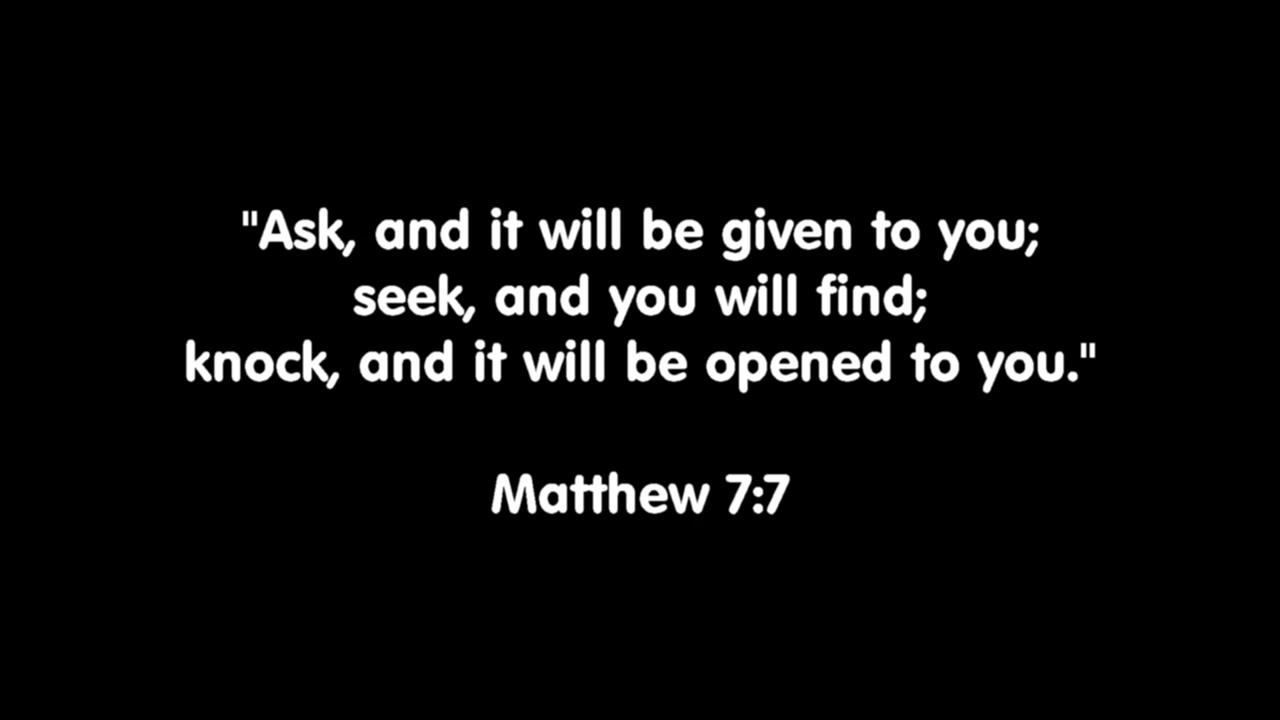 "Ask, and it will be given to you;
seek, and you will find;
knock, and it will be opened to you."
Matthew 7:7